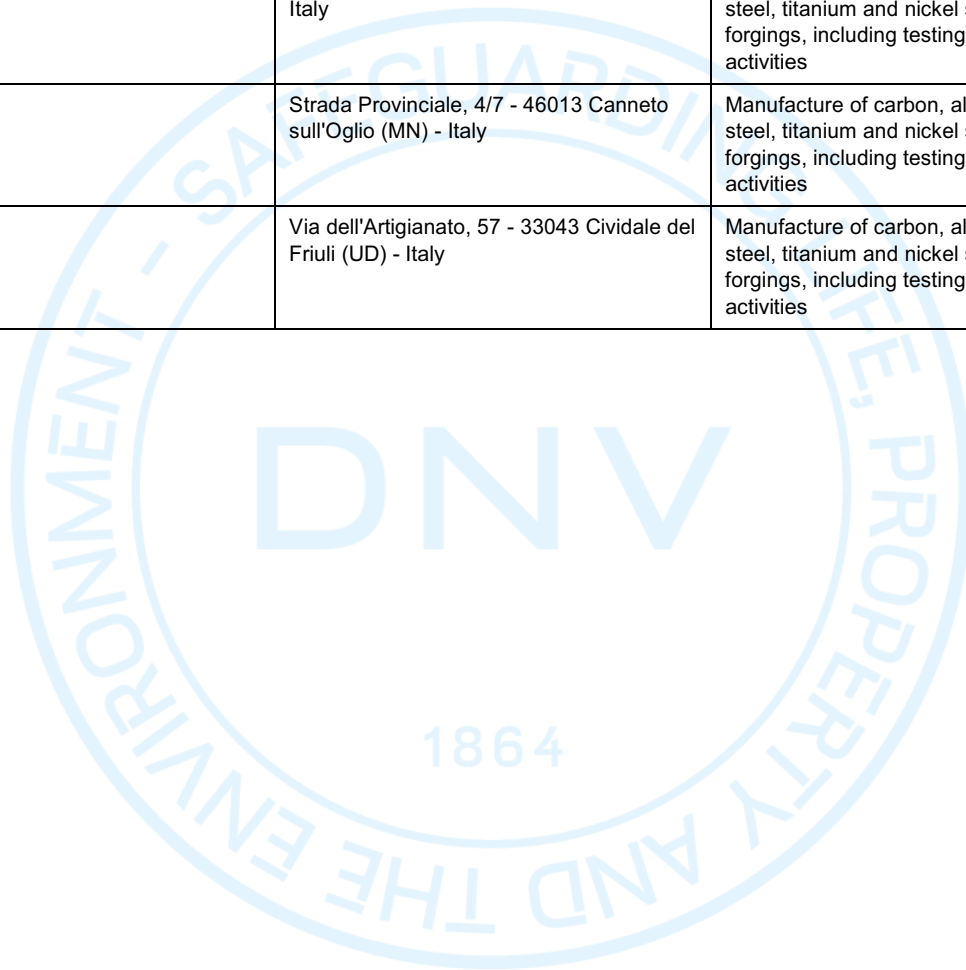 Italy
steel, titanium and nickel
forgings, including testing
activities
Strada Provinciale, 4/7 - 46013 Canneto
sull'Oglio (MN) - Italy
Manufacture of carbon,
steel, titanium and nickel
forgings, including testing
activities
Via dell'Artigianato, 57 - 33043 Cividale del
Friuli (UD) - Italy
Manufacture of carbon,
steel, titanium and nickel
forgings, including testing
activities
SAFEGUARDING LIFE, PROPERTY AND THE ENVIRONMENT -
DNV
1864